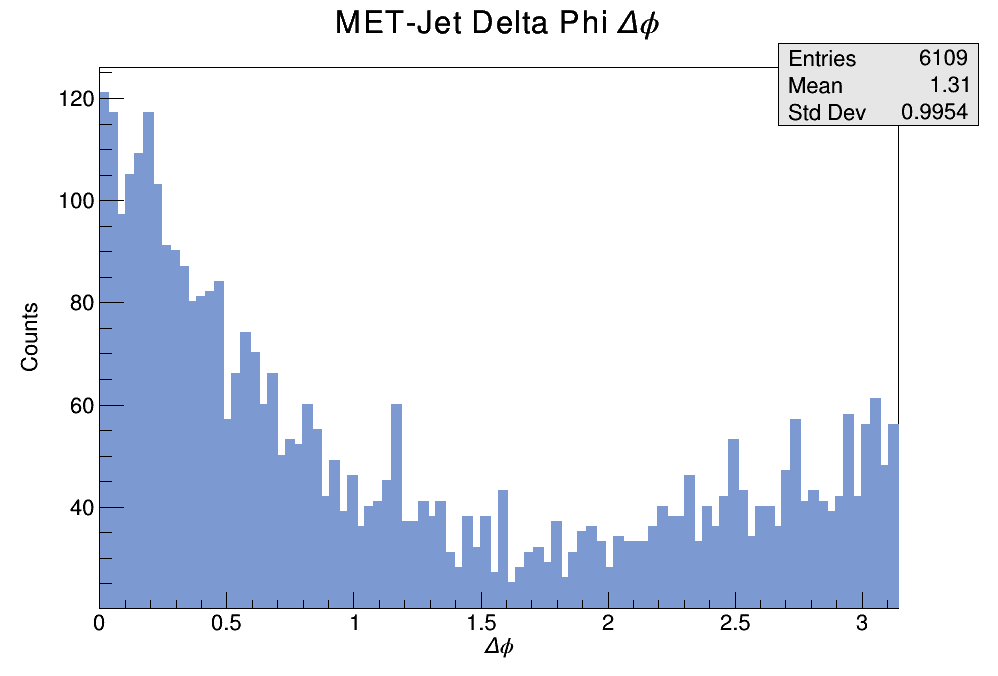 MET-Jet Delta Phi Δϕ
Entries 6109
Mean 1.31
Std Dev 0.9954
120
100
80
60
40
Counts
0 0.5 1 1.5 2 2.5 3
Δϕ